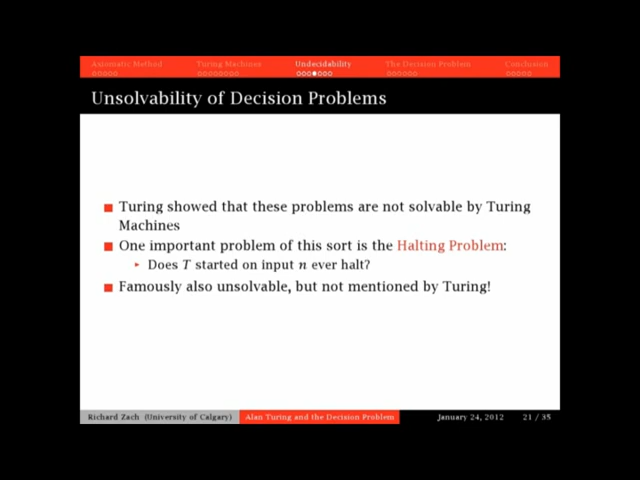 Axiomatic Method Turing Machines Undecidability The Decision Problem Conclusion
Unsolvability of Decision Problems
Turing showed that these problems are not solvable by Turing
Machines
One important problem of this sort is the Halting Problem:
Does T started on input n ever halt?
Famously also unsolvable, but not mentioned by Turing!
Richard Zach (University of Calgary) Alan Turing and the Decision Problem January 24, 2012 21 / 35